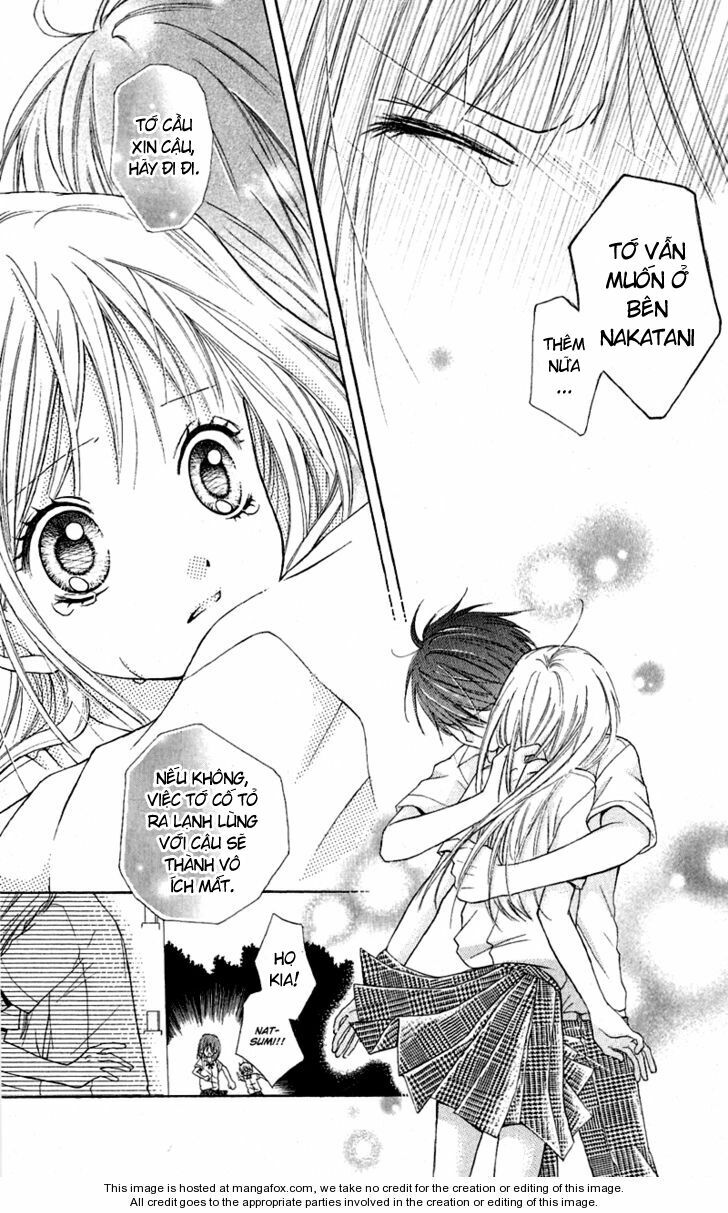 TỚ VẪN
MUỐN Ở
BÊN
NAKATANI
THÊM
NỮA
...
TỚ CẦU
XIN CẬU,
HÃY ĐI ĐI.
NẾU KHÔNG,
VIỆC TỚ CỐ TỎ
RA LẠNH LÙNG
VỚI CẬU SẼ
THÀNH VÔ
ÍCH MẤT.
HỌ
KIA!
NAT-
SUMI!!
This image is hosted at mangafox.com, we take no credit for the creation or editing of this image.
All credit goes to the appropriate parties involved in the creation or editing of this image.